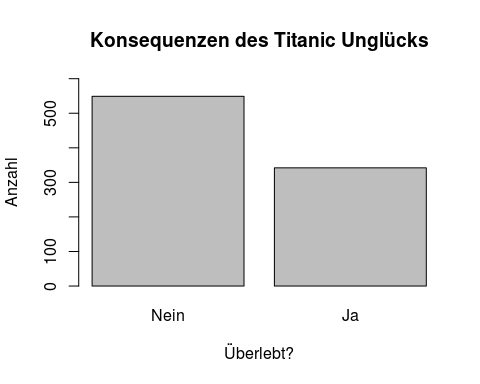 Konsequenzen des Titanic Unglücks
Anzahl
500
300
100
0
Nein
Ja
Überlebt?